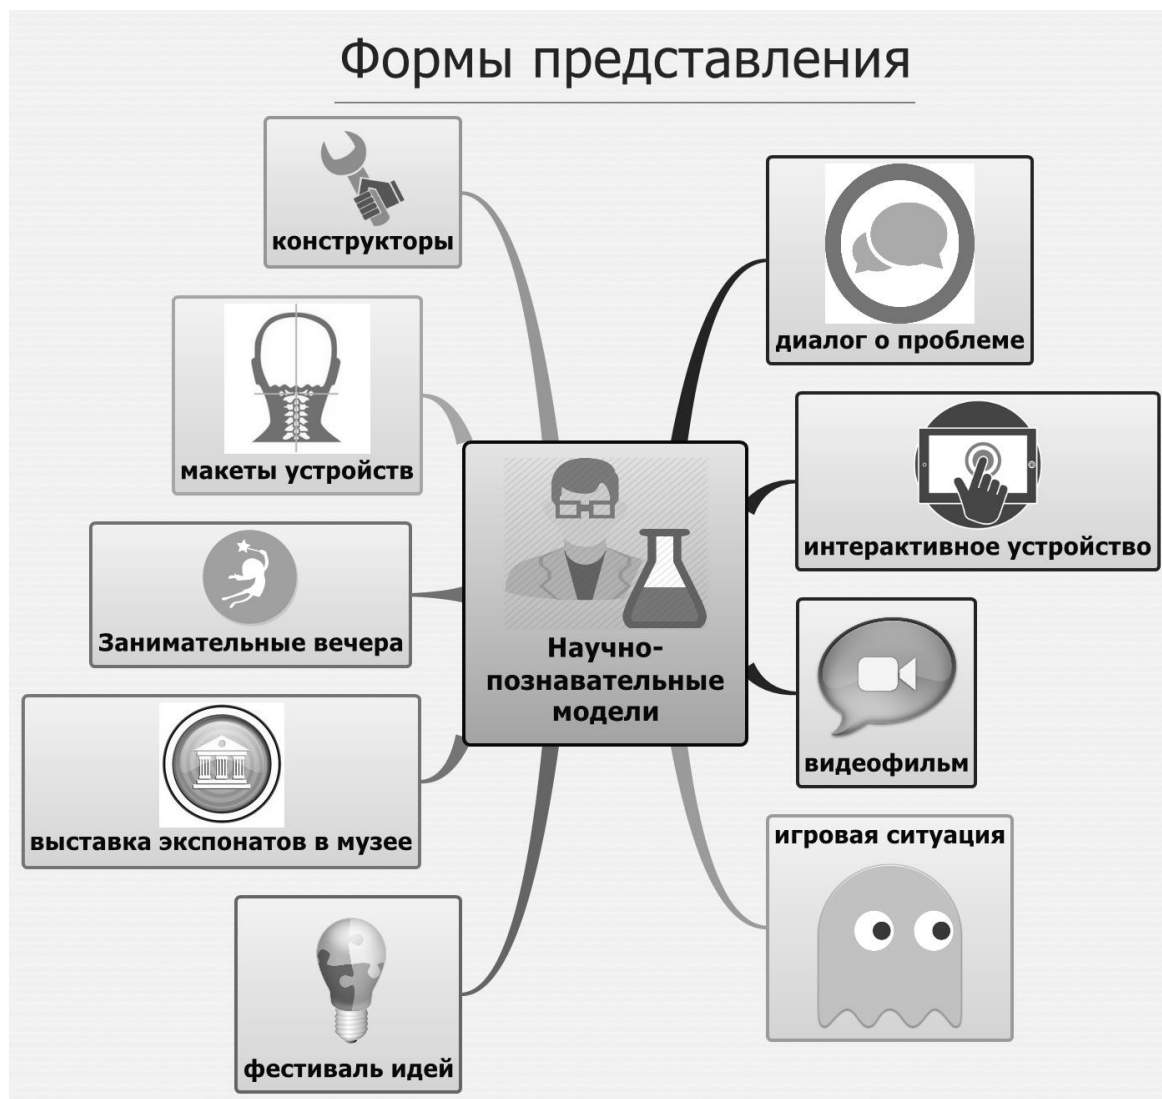 Формы представления
конструкторы
макеты устройств
Занимательные вечера
выставка экспонатов в музее
фестиваль идей
Научно-
познавательные
модели
диалог о проблеме
интерактивное устройство
видеофильм
игровая ситуация